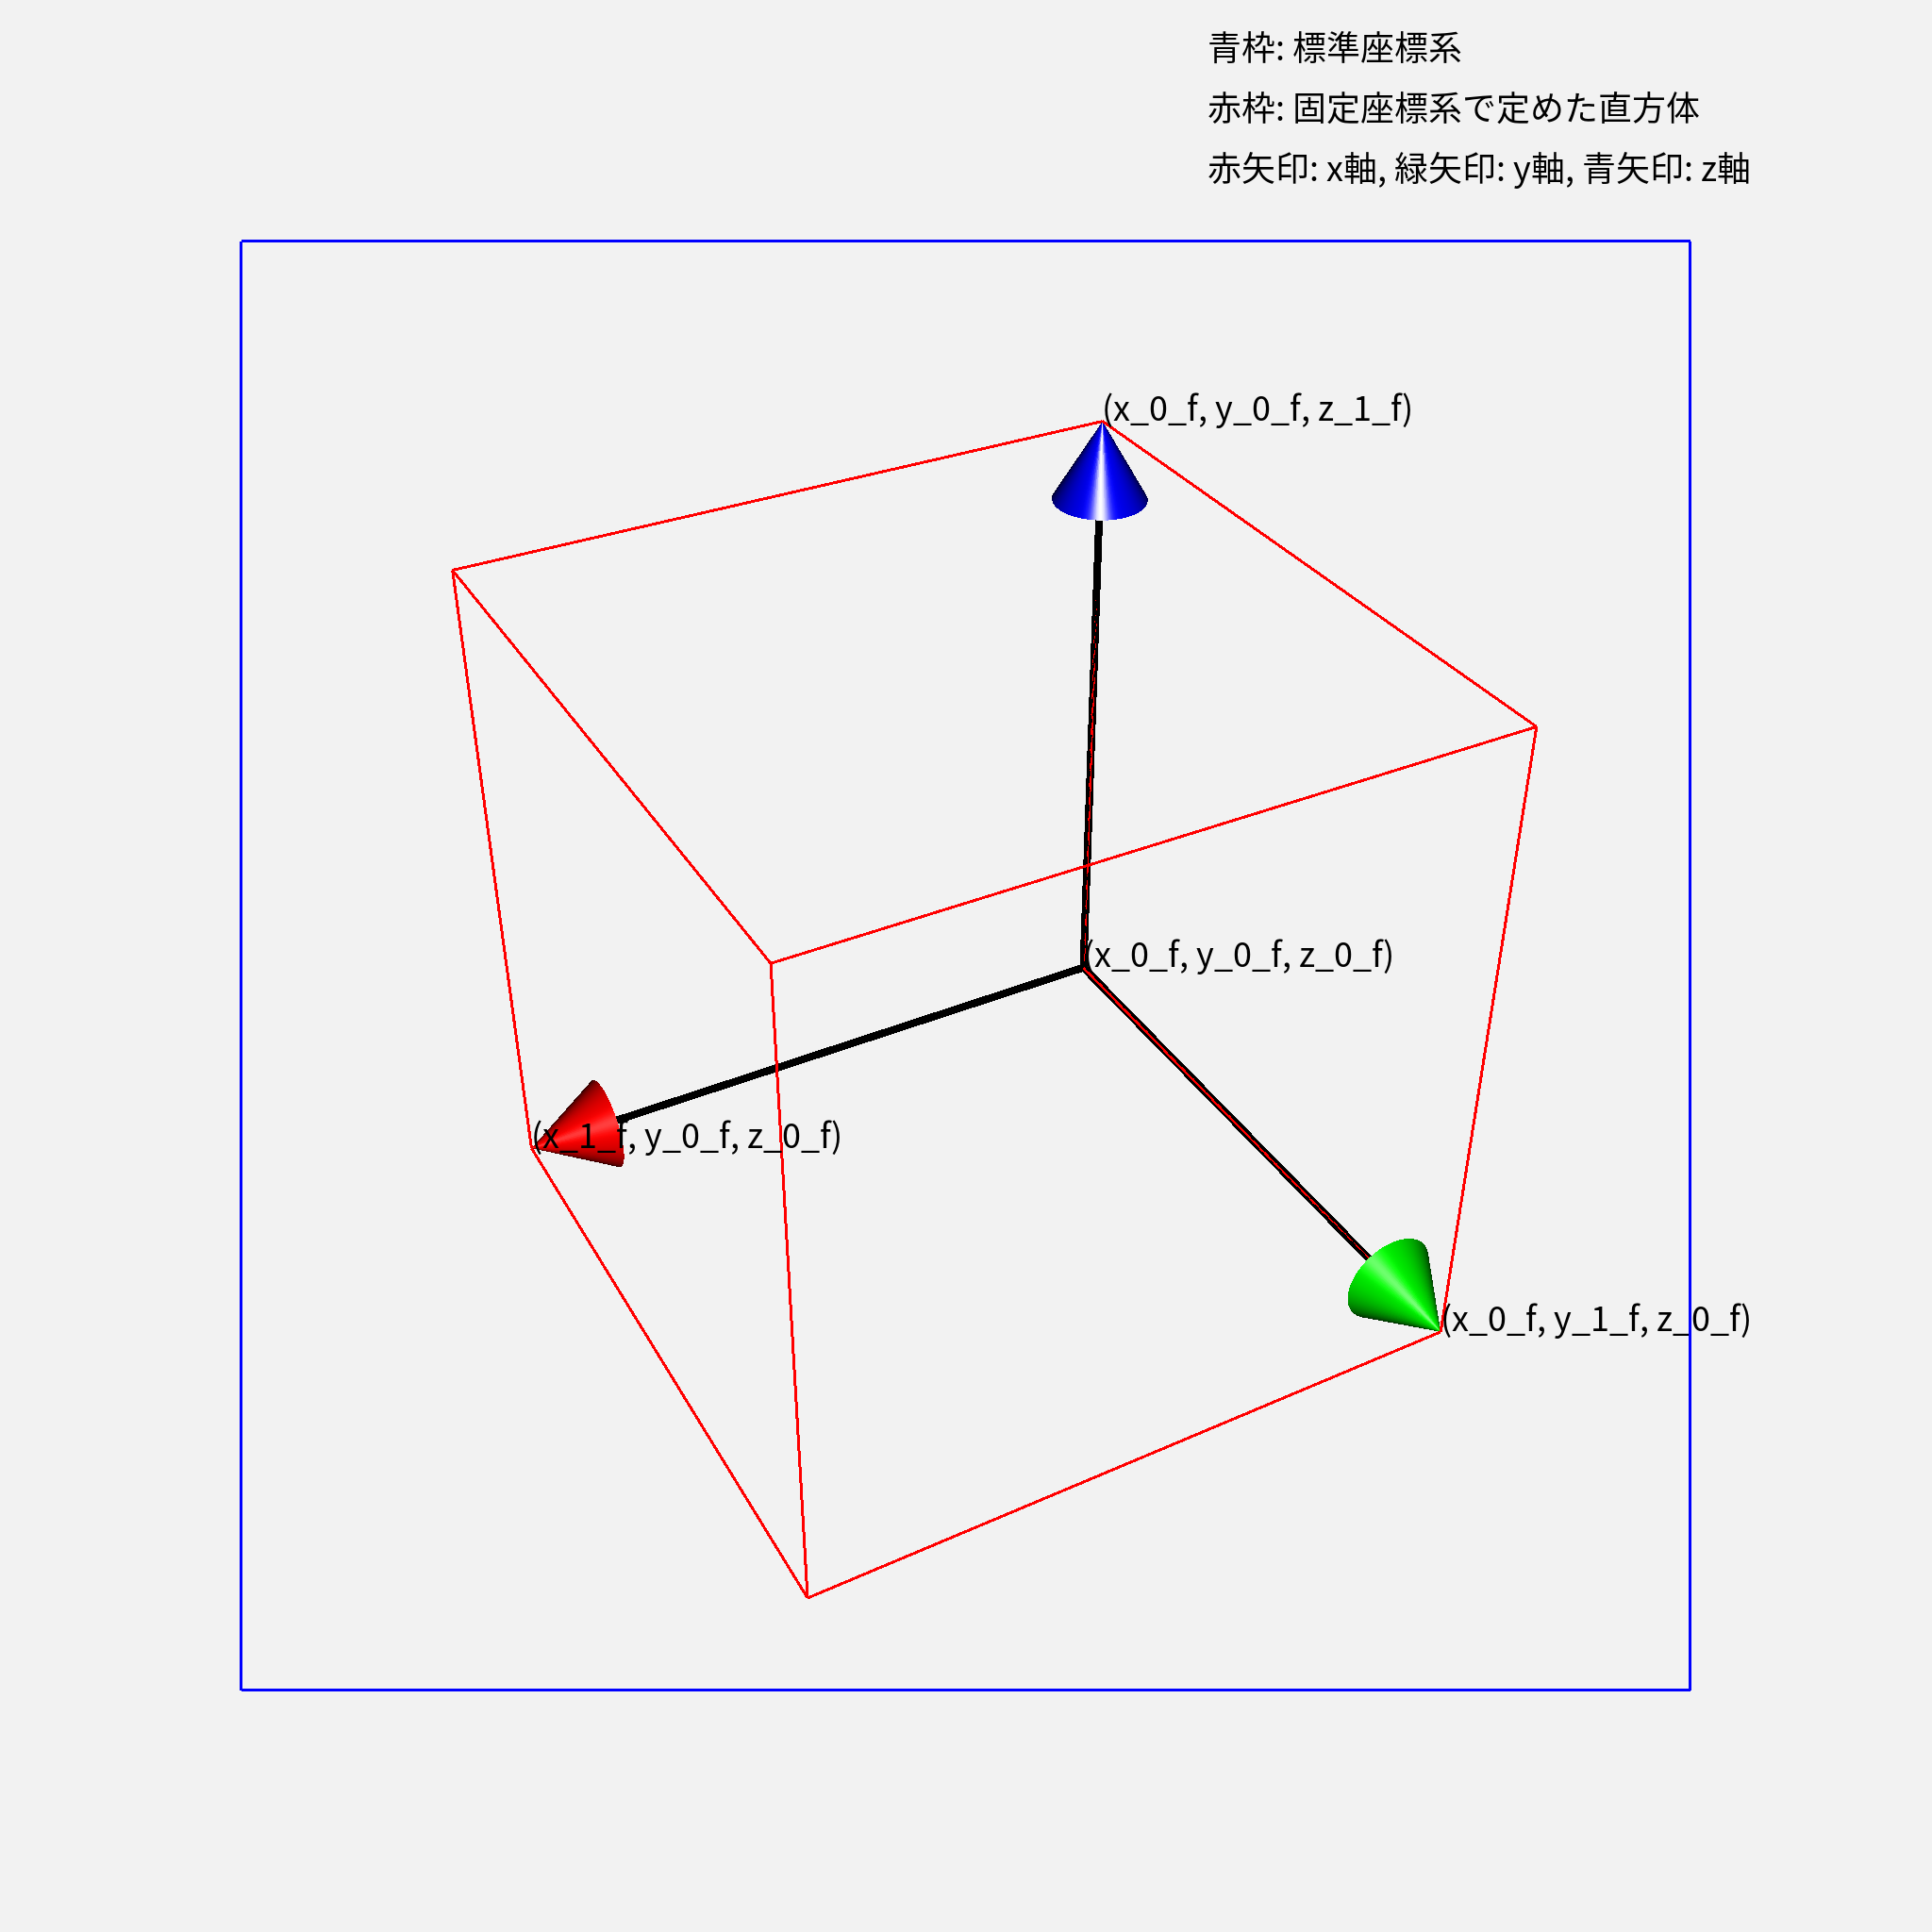 青枠: 標準座標系
赤枠: 固定座標系で定めた直方体
赤矢印: x軸, 緑矢印: y軸, 青矢印: z軸
(x_0_f, y_0_f, z_1_f)
(x_0_f, y_0_f, z_0_f)
(x_1_f, y_0_f, z_0_f)
(x_0_f, y_1_f, z_0_f)